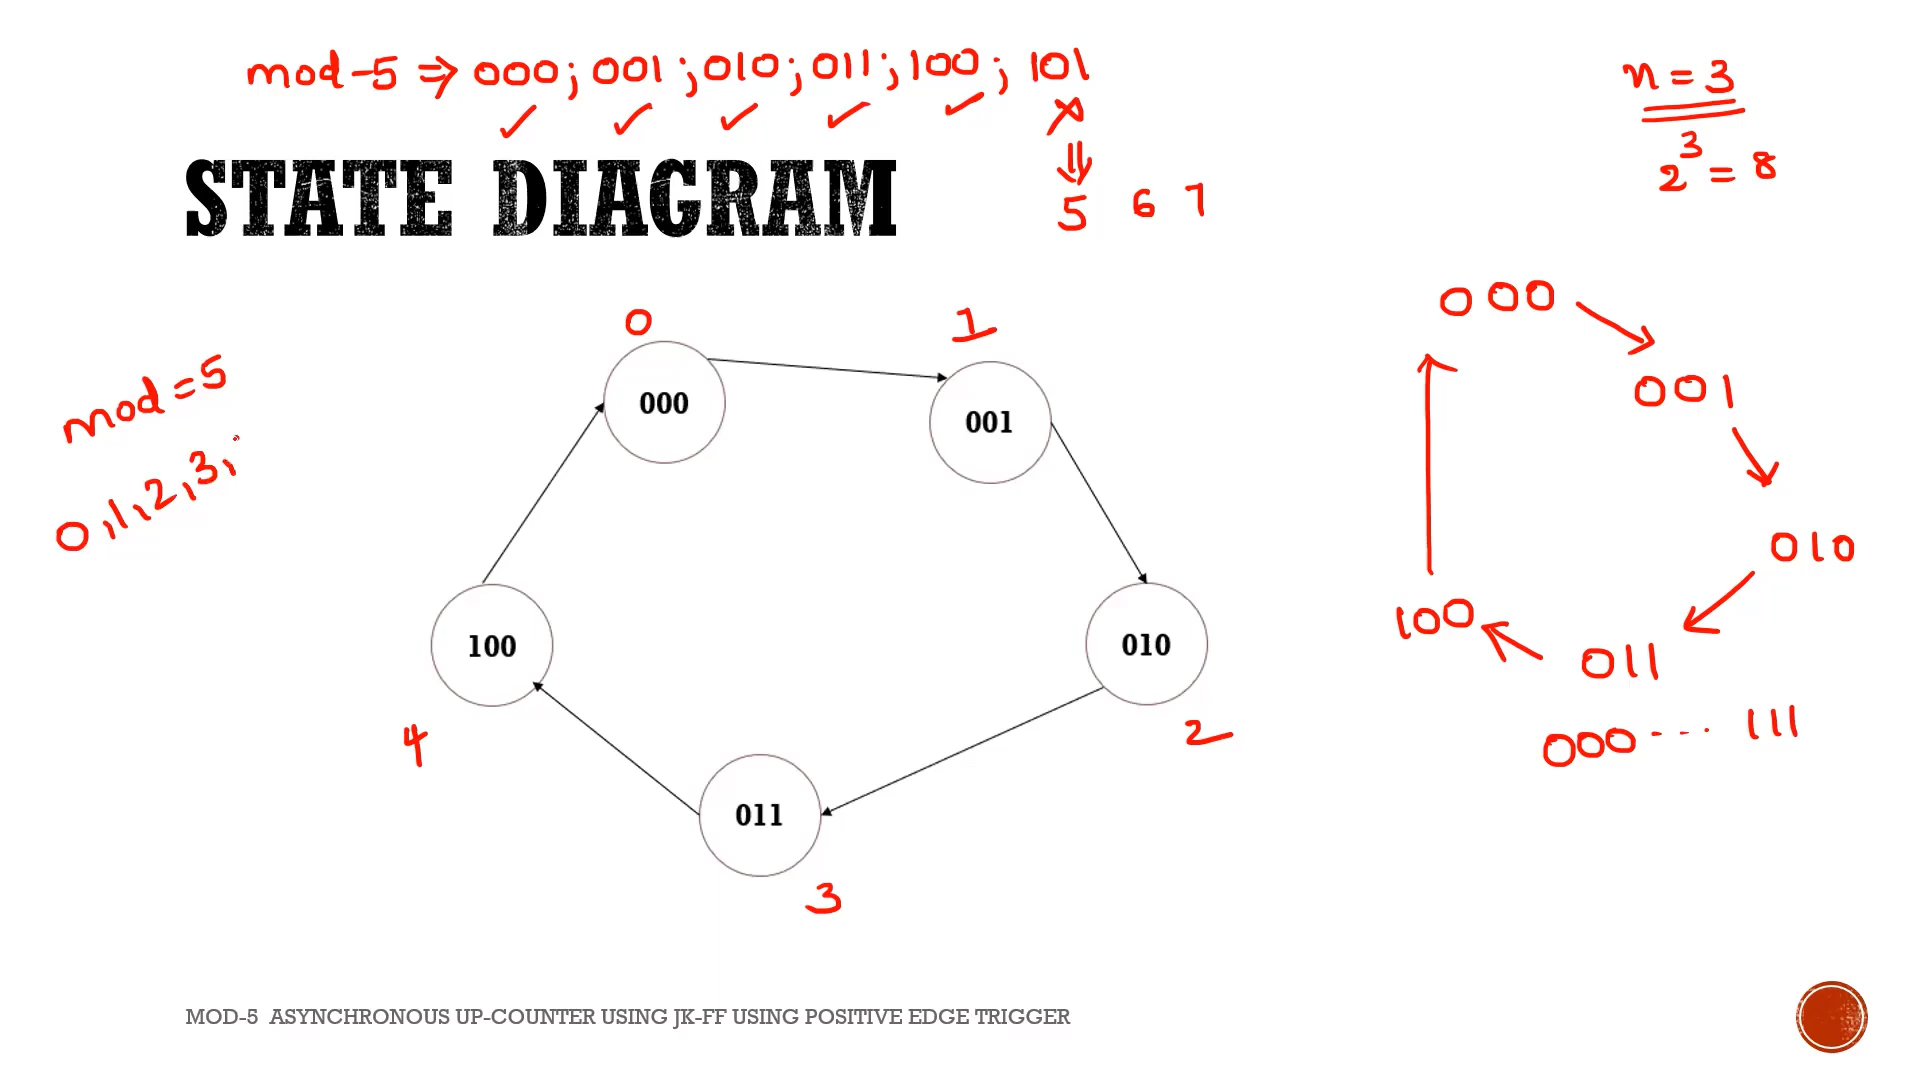 mod-5 ⇒ 000; 001; 010; 011; 100; 101
✓ ✓ ✓ ✓ ✓ ✗
⇓
5 6 7
n = 3
2³ = 8
STATE DIAGRAM
mod = 5
0,1,2,3,
0
000
1
001
010
2
011
3
100
4
000
001
010
011
100
000 .... 111
MOD-5 ASYNCHRONOUS UP-COUNTER USING JK-FF USING POSITIVE EDGE TRIGGER